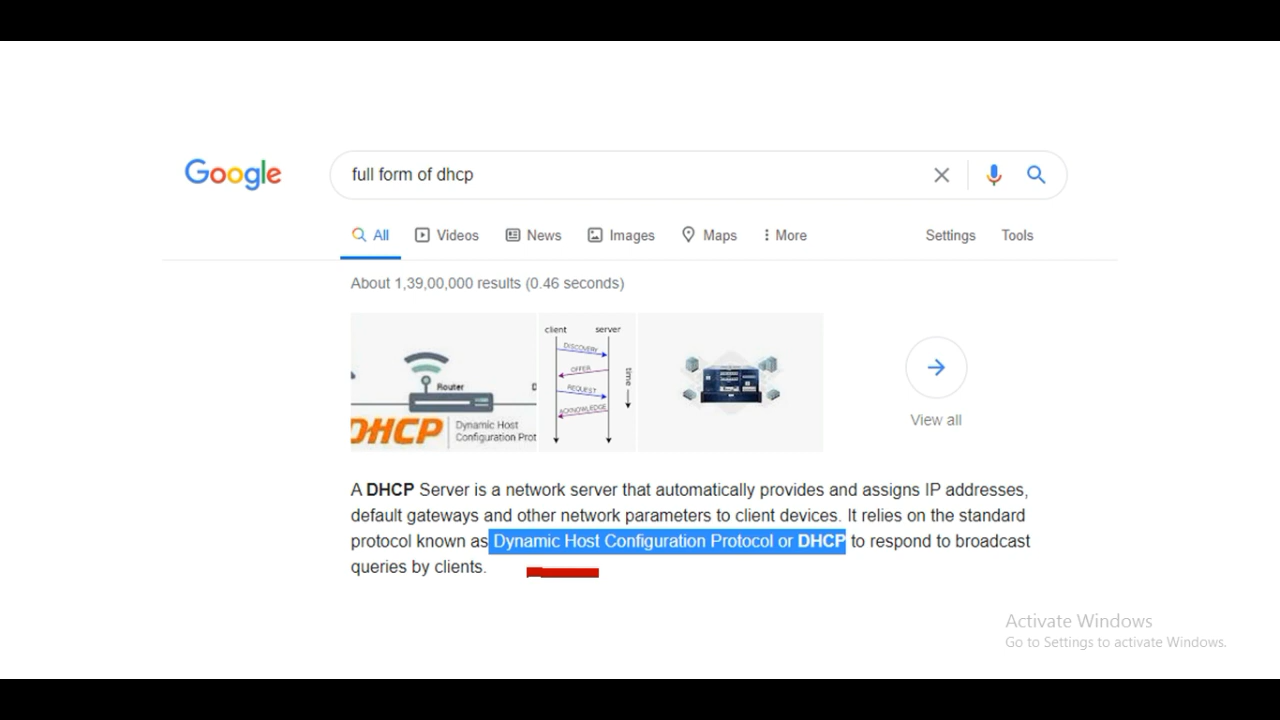 Google
full form of dhcp
All Videos News Images Maps More Settings Tools
About 1,39,00,000 results (0.46 seconds)
client server
DISCOVERY
OFFER
REQUEST
ACKNOWLEDGE
time
Router
DHCP Dynamic Host
Configuration Prot
View all
A DHCP Server is a network server that automatically provides and assigns IP addresses,
default gateways and other network parameters to client devices. It relies on the standard
protocol known as Dynamic Host Configuration Protocol or DHCP to respond to broadcast
queries by clients.
Activate Windows
Go to Settings to activate Windows.